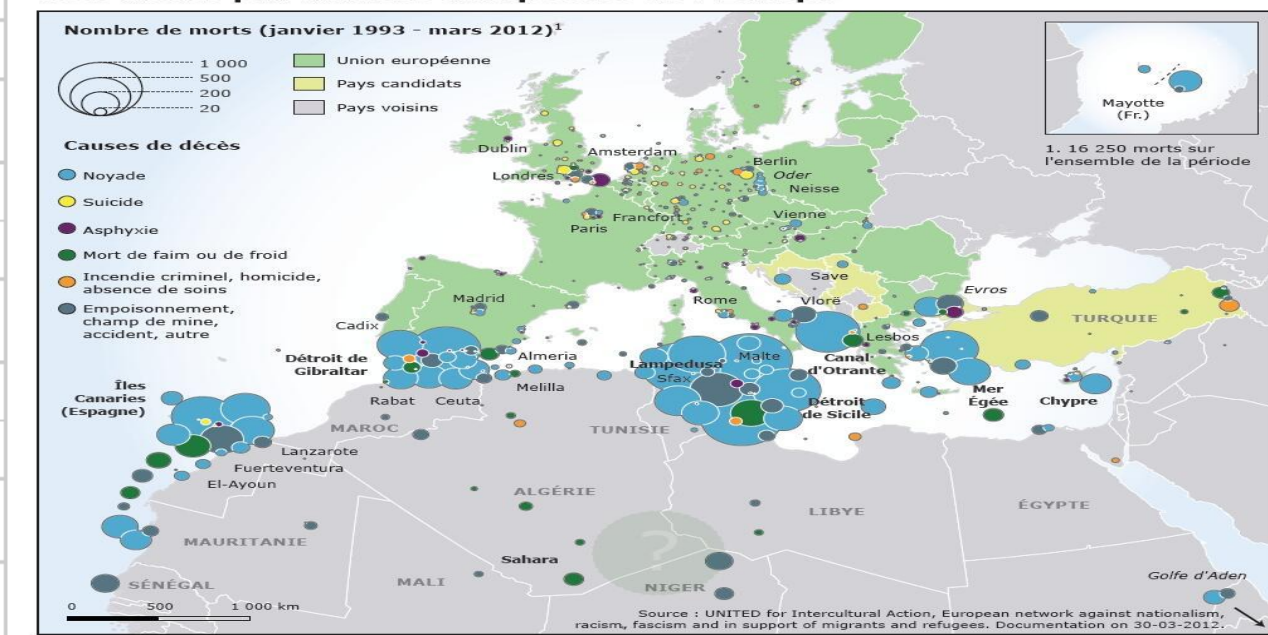 Nombre de morts (janvier 1993 - mars 2012)¹
1 000
500
200
20
Union européenne
Pays candidats
Pays voisins
Causes de décès
Noyade
Suicide
Asphyxie
Mort de faim ou de froid
Incendie criminel, homicide,
absence de soins
Empoisonnement,
champ de mine,
accident, autre
Mayotte
(Fr.)
1. 16 250 morts sur
l'ensemble de la période
Dublin
Amsterdam
Londres
Berlin
Oder
Neisse
Francfort
Paris
Vienne
Save
Madrid
Rome
Vlorë
Evros
TURQUIE
Cadix
Lesbos
Détroit de
Gibraltar
Almeria
Lampedusa
Malte
Canal
d'Otrante
Sfax
Melilla
Îles
Canaries
(Espagne)
Rabat
Ceuta
Détroit
de Sicile
Mer
Égée
Chypre
MAROC
TUNISIE
Lanzarote
Fuerteventura
El-Ayoun
ALGÉRIE
LIBYE
ÉGYPTE
MAURITANIE
?
Sahara
SÉNÉGAL
MALI
NIGER
Golfe d'Aden
0 500 1 000 km
Source : UNITED for Intercultural Action, European network against nationalism,
racism, fascism and in support of migrants and refugees. Documentation on 30-03-2012.